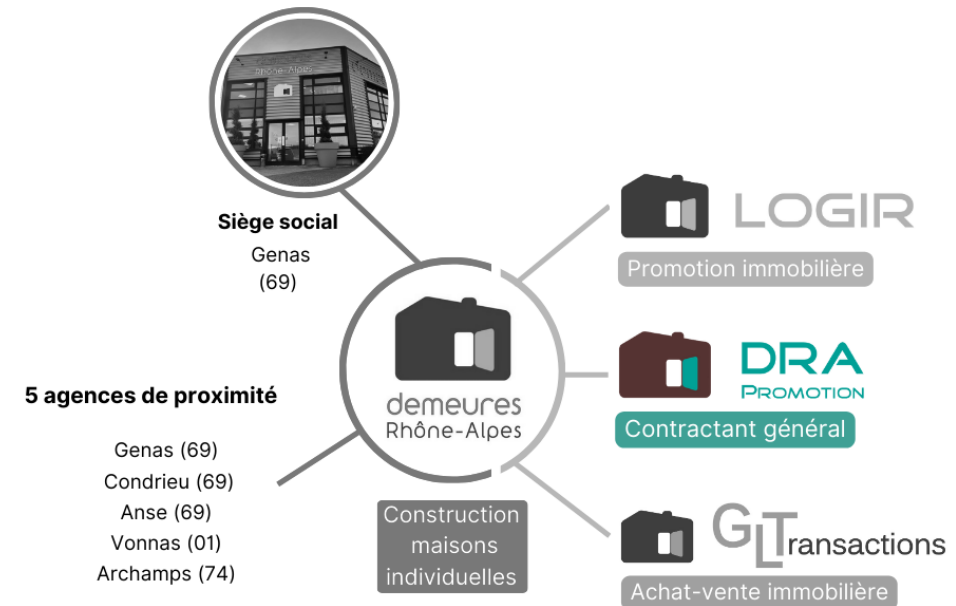 Rhône-Alpes
Siège social
Genas
(69)
LOGIR
Promotion immobilière
demeures
Rhône-Alpes
DRA
PROMOTION
Contractant général
5 agences de proximité
Genas (69)
Condrieu (69)
Anse (69)
Vonnas (01)
Archamps (74)
Construction
maisons
individuelles
GLTransactions
Achat-vente immobilière